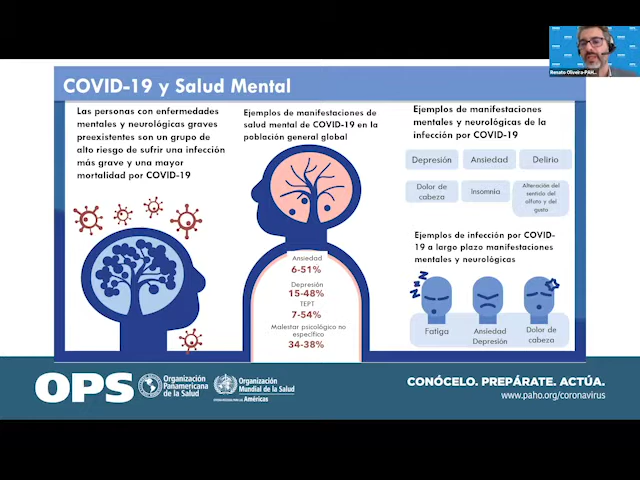 Renato Oliveira-PAH...
COVID-19 y Salud Mental
Las personas con enfermedades
mentales y neurológicas graves
preexistentes son un grupo de
alto riesgo de sufrir una infección
más grave y una mayor
mortalidad por COVID-19
Ejemplos de manifestaciones de
salud mental de COVID-19 en la
población general global
Ansiedad
6-51%
Depresión
15-48%
TEPT
7-54%
Malestar psicológico no
específico
34-38%
Ejemplos de manifestaciones
mentales y neurológicas de la
infección por COVID-19
Depresión
Ansiedad
Delirio
Dolor de
cabeza
Insomnia
Alteración del
sentido del
olfato y del
gusto
Ejemplos de infección por COVID-
19 a largo plazo manifestaciones
mentales y neurológicas
z z z
Fatiga
Ansiedad
Depresión
Dolor de
cabeza
OPS
Organización
Panamericana
de la Salud
Organización
Mundial de la Salud
Américas
CONÓCELO. PREPÁRATE. ACTÚA.
www.paho.org/coronavirus